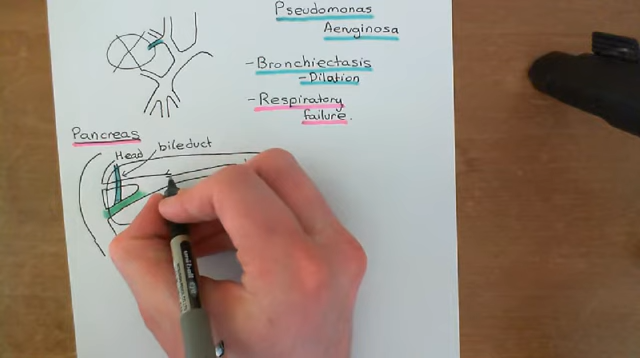 Pseudomonas
Aeruginosa
- Bronchiectasis
- Dilation
- Respiratory
failure.
Pancreas
Head
bileduct